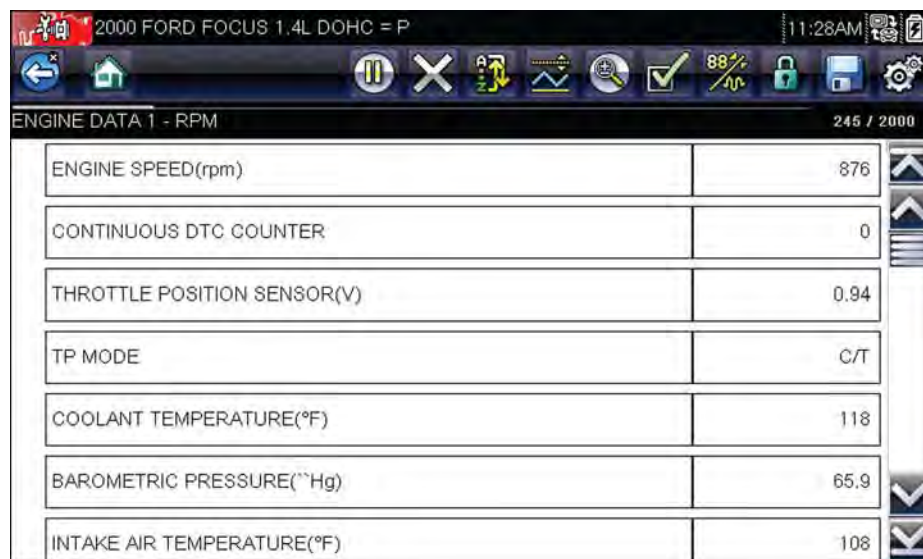 2000 FORD FOCUS 1.4L DOHC = P 11:28AM
ENGINE DATA 1 - RPM 245 / 2000
ENGINE SPEED(rpm) 876
CONTINUOUS DTC COUNTER 0
THROTTLE POSITION SENSOR(V) 0.94
TP MODE C/T
COOLANT TEMPERATURE(°F) 118
BAROMETRIC PRESSURE(``Hg) 65.9
INTAKE AIR TEMPERATURE(°F) 108